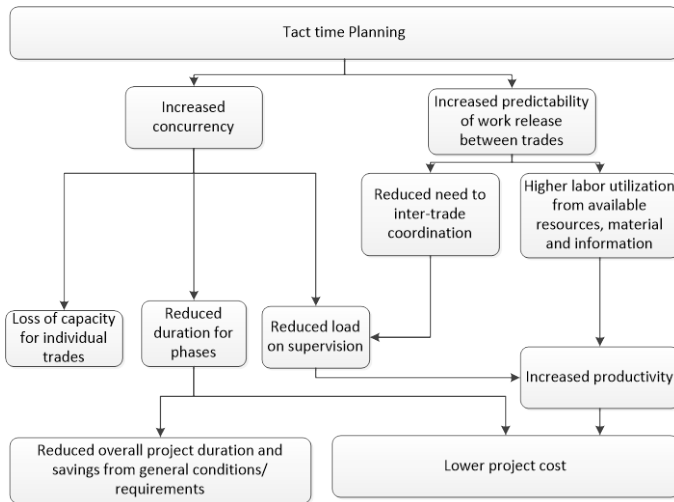 Tact time Planning
Increased
concurrency
Increased predictability
of work release
between trades
Reduced need to
inter-trade
coordination
Higher labor utilization
from available
resources, material
and information
Loss of capacity
for individual
trades
Reduced
duration for
phases
Reduced load
on supervision
Increased productivity
Reduced overall project duration and
savings from general conditions/
requirements
Lower project cost